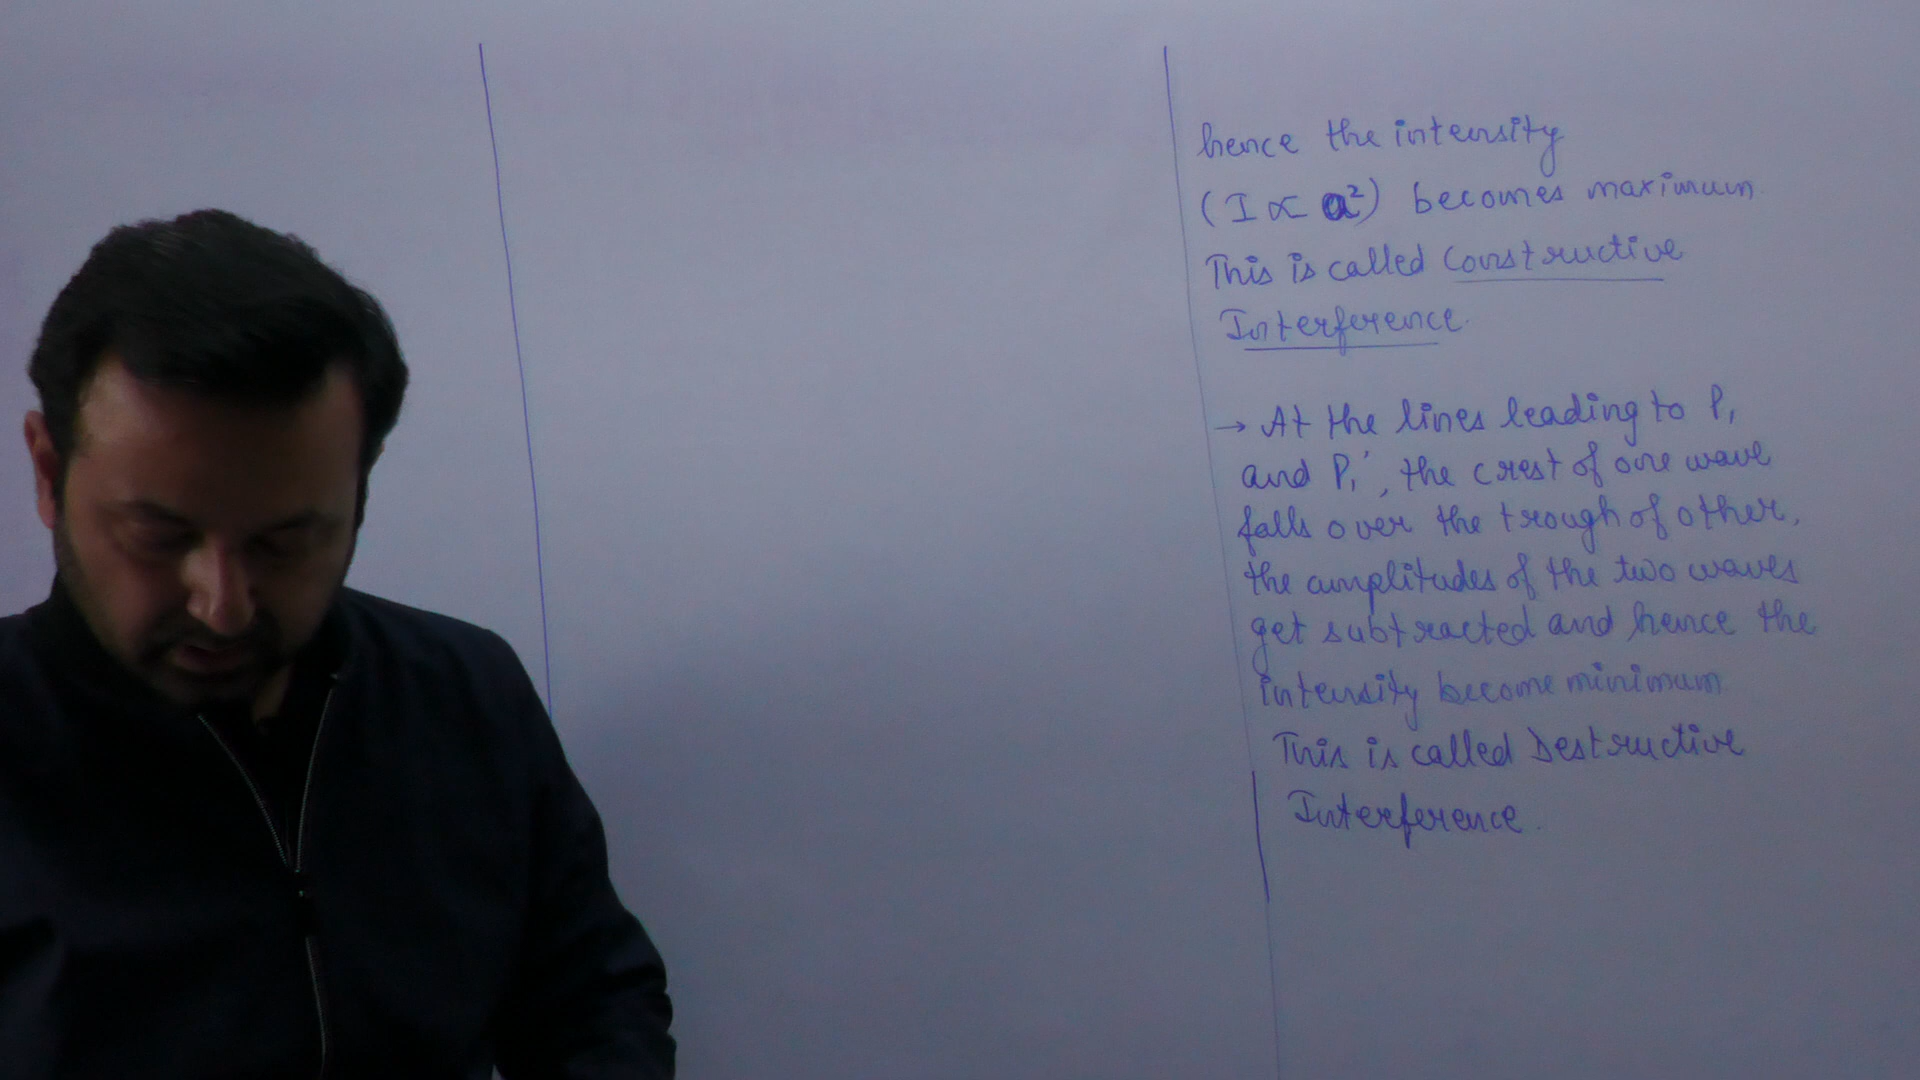 hence the intensity
(I ∝ a²) becomes maximum
This is called Constructive
Interference.
→ At the lines leading to P₁
and P₁', the crest of one wave
falls over the trough of other,
the amplitudes of the two waves
get subtracted and hence the
intensity become minimum
This is called Destructive
Interference.